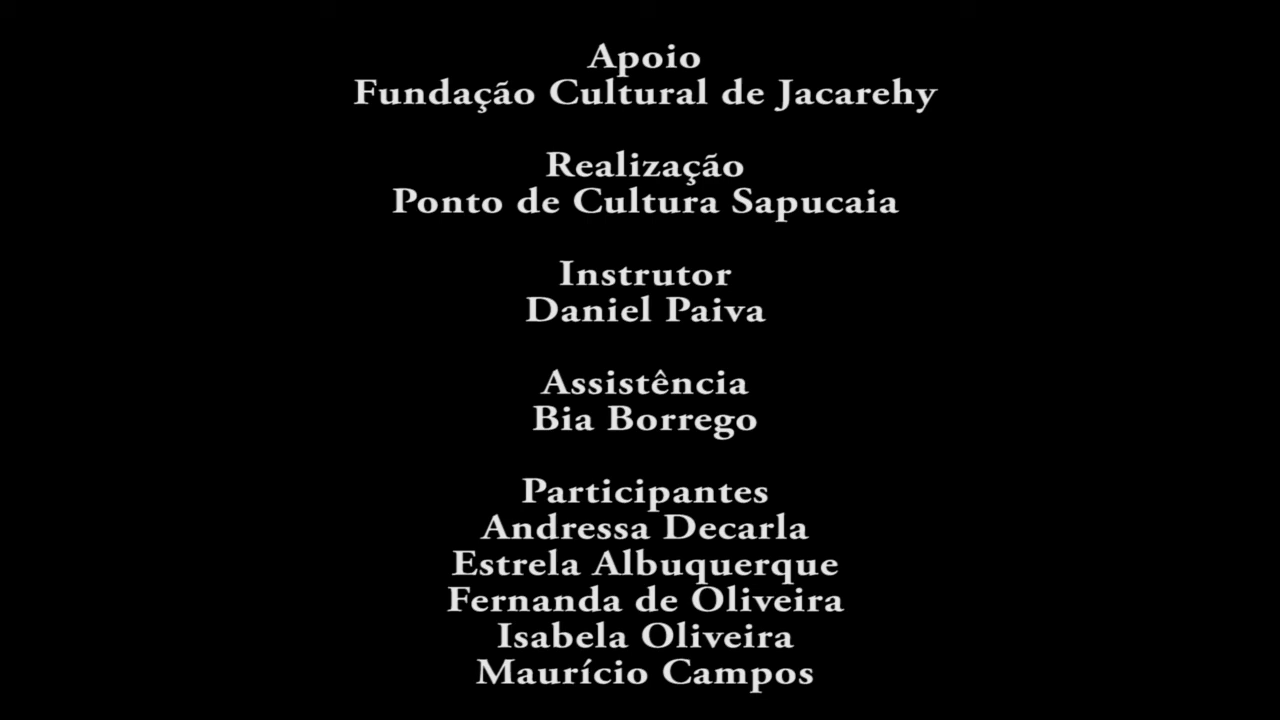 Apoio
Fundação Cultural de Jacarehy
Realização
Ponto de Cultura Sapucaia
Instrutor
Daniel Paiva
Assistência
Bia Borrego
Participantes
Andressa Decarla
Estrela Albuquerque
Fernanda de Oliveira
Isabela Oliveira
Maurício Campos